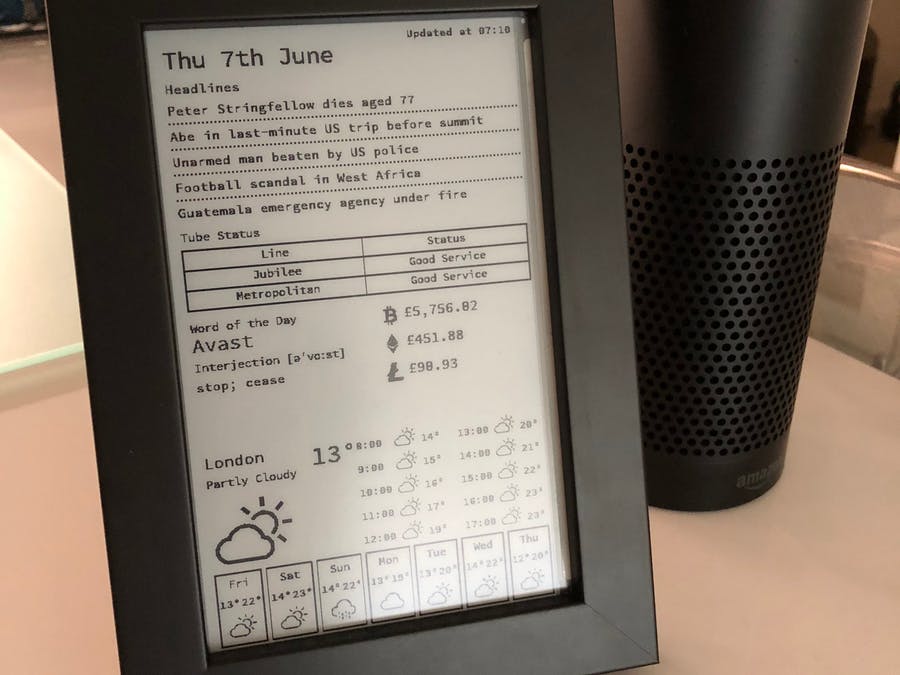 Updated at 07:10
Thu 7th June
Headlines
Peter Stringfellow dies aged 77
Abe in last-minute US trip before summit
Unarmed man beaten by US police
Football scandal in West Africa
Guatemala emergency agency under fire
Tube Status
Line Status
Jubilee Good Service
Metropolitan Good Service
Word of the Day
Avast
Interjection [ə'vɑːst]
stop; cease
£5,756.02
£451.88
£90.93
London
Partly Cloudy
13°
8:00 14° 13:00 20°
9:00 15° 14:00 21°
10:00 16° 15:00 22°
11:00 17° 16:00 23°
12:00 19° 17:00 23°
Fri Sat Sun Mon Tue Wed Thu
13°22° 14°23° 14°22° 13°19° 13°20° 14°22° 12°20°
amazon